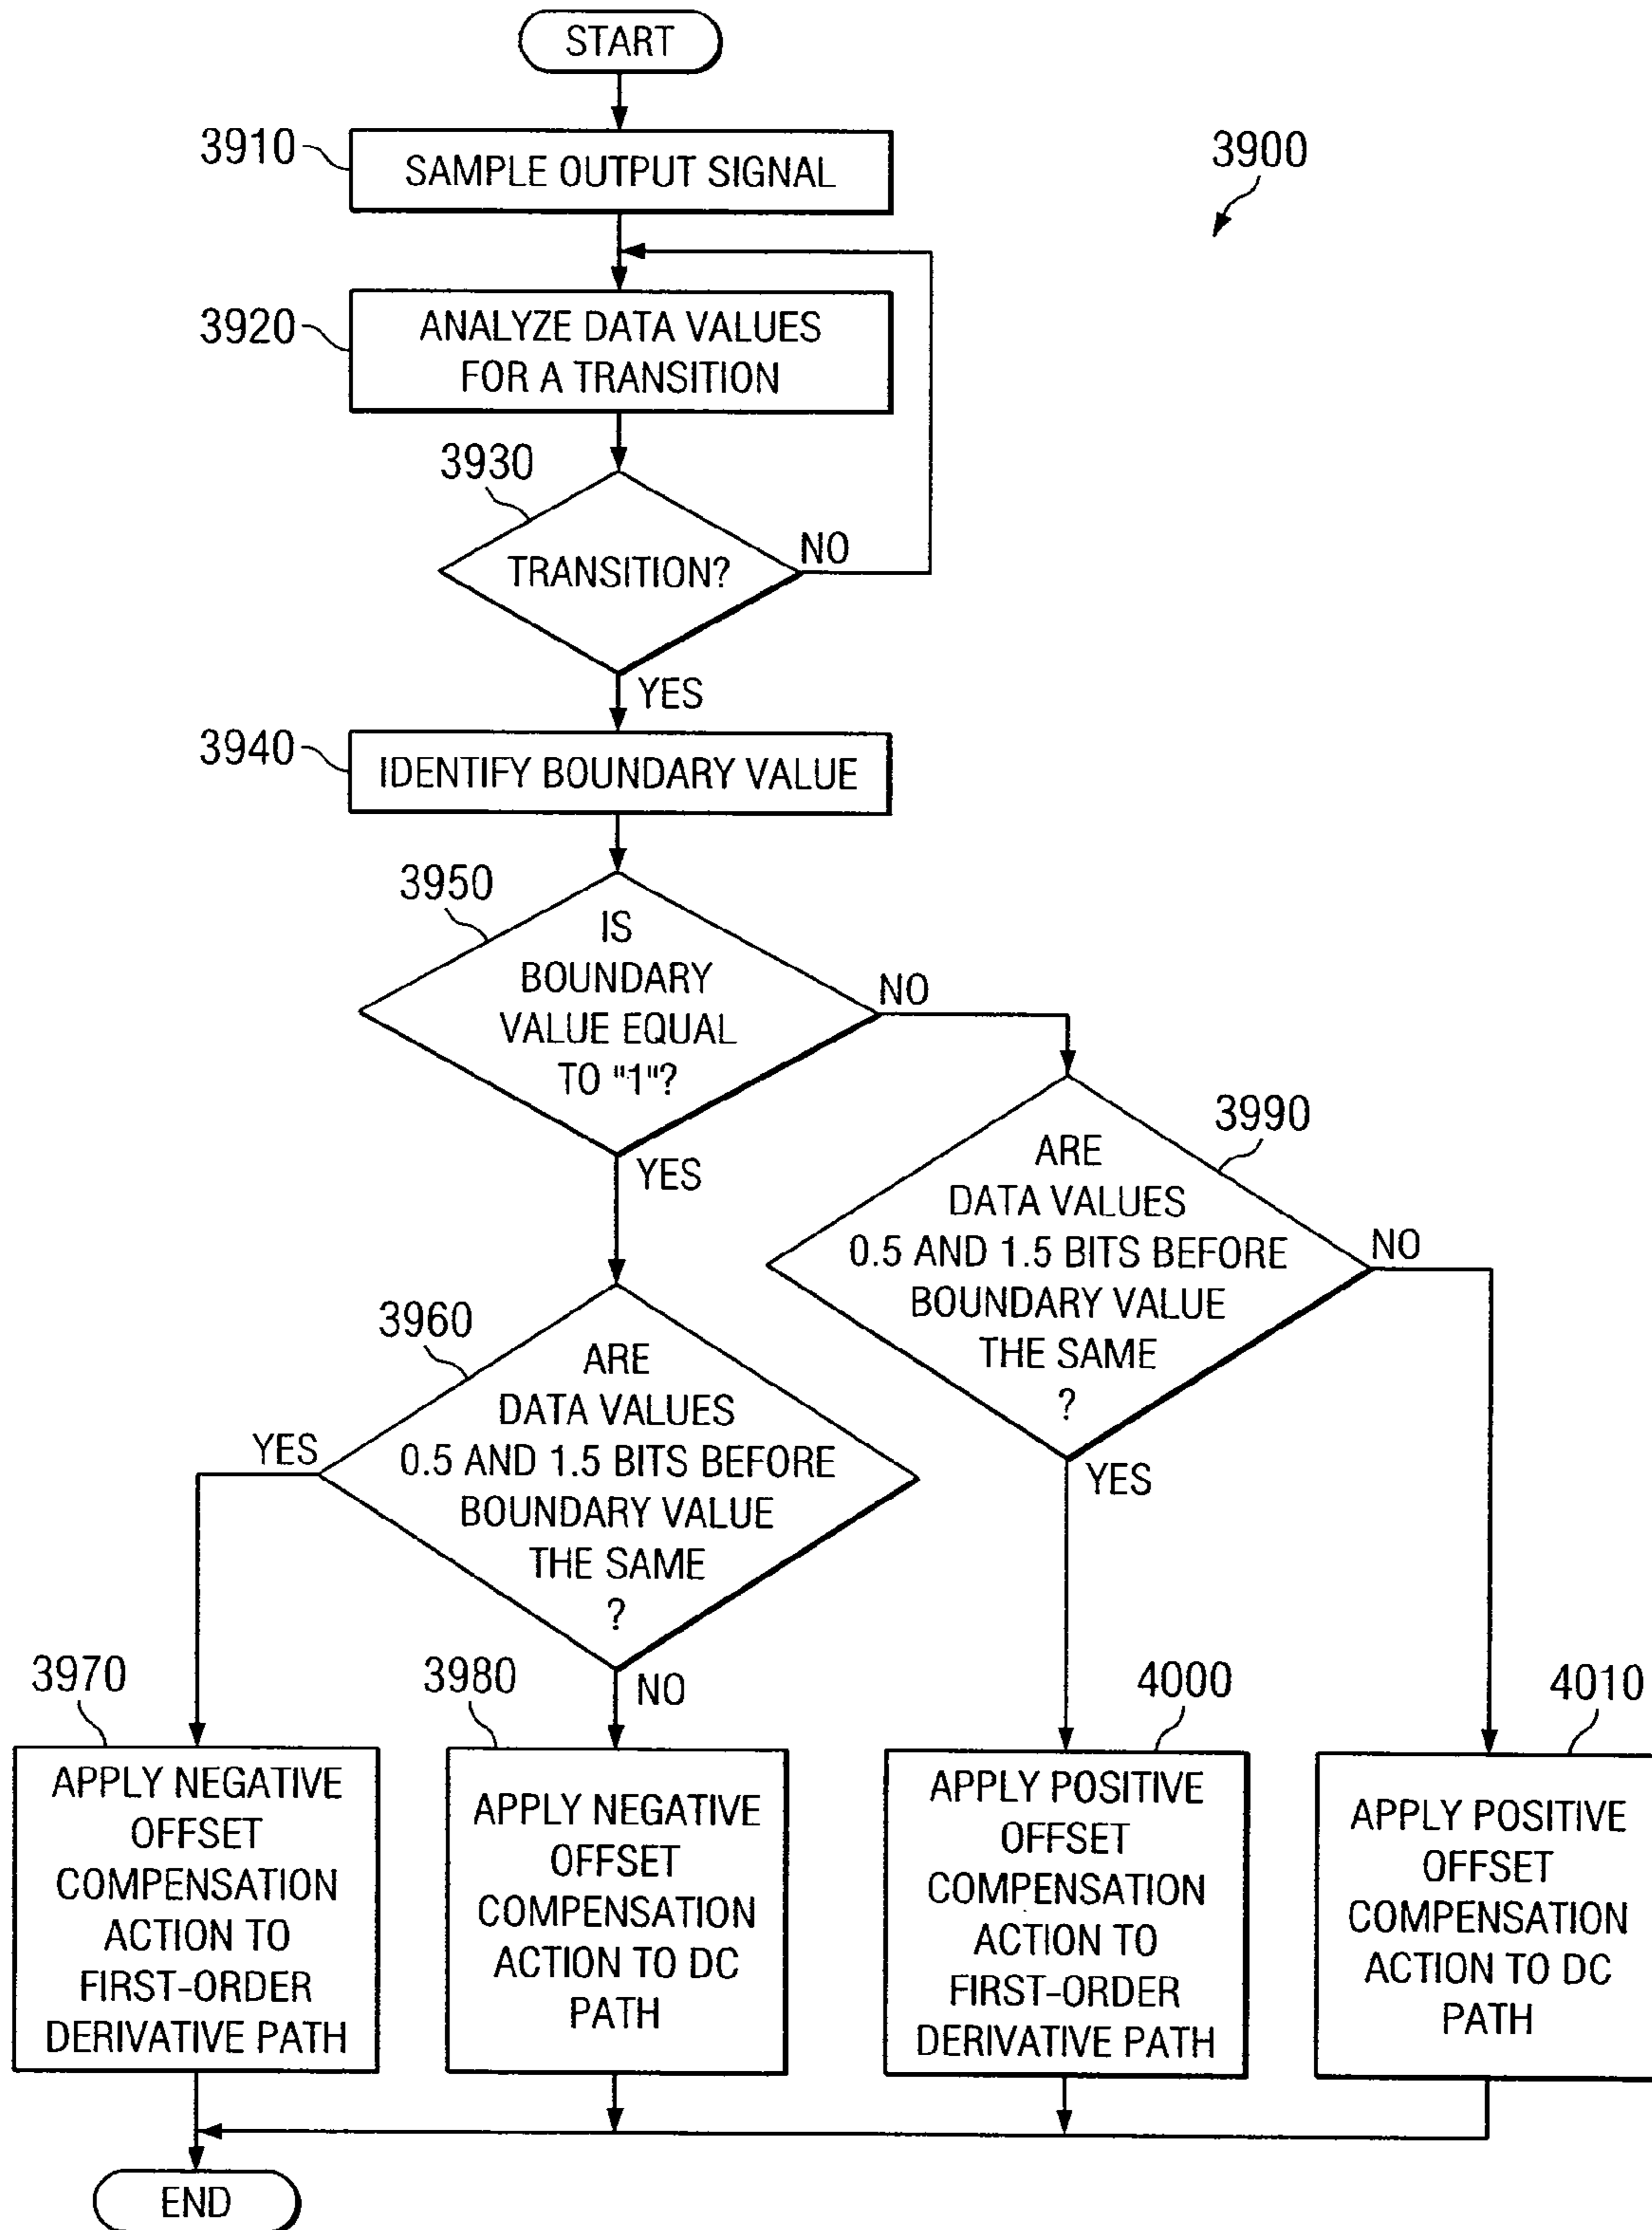 START
3910
SAMPLE OUTPUT SIGNAL
3900
3920
ANALYZE DATA VALUES
FOR A TRANSITION
3930
TRANSITION?
NO
YES
3940
IDENTIFY BOUNDARY VALUE
3950
IS
BOUNDARY
VALUE EQUAL
TO "1"?
NO
YES
3990
ARE
DATA VALUES
0.5 AND 1.5 BITS BEFORE
BOUNDARY VALUE
THE SAME
?
NO
YES
3960
ARE
DATA VALUES
0.5 AND 1.5 BITS BEFORE
BOUNDARY VALUE
THE SAME
?
YES
NO
3970
APPLY NEGATIVE
OFFSET
COMPENSATION
ACTION TO
FIRST-ORDER
DERIVATIVE PATH
3980
APPLY NEGATIVE
OFFSET
COMPENSATION
ACTION TO DC
PATH
4000
APPLY POSITIVE
OFFSET
COMPENSATION
ACTION TO
FIRST-ORDER
DERIVATIVE PATH
4010
APPLY POSITIVE
OFFSET
COMPENSATION
ACTION TO DC
PATH
END